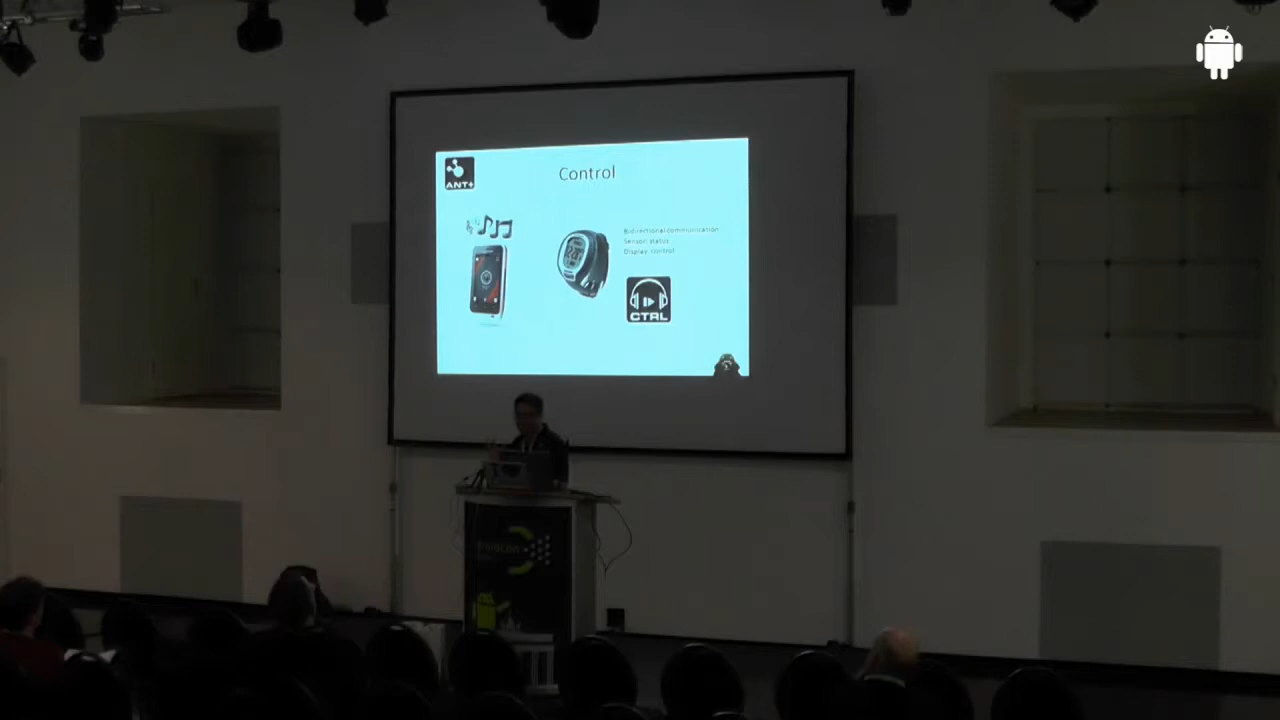 ANT+
Control
Bidirectional communication
Sensor status
Display control
CTRL